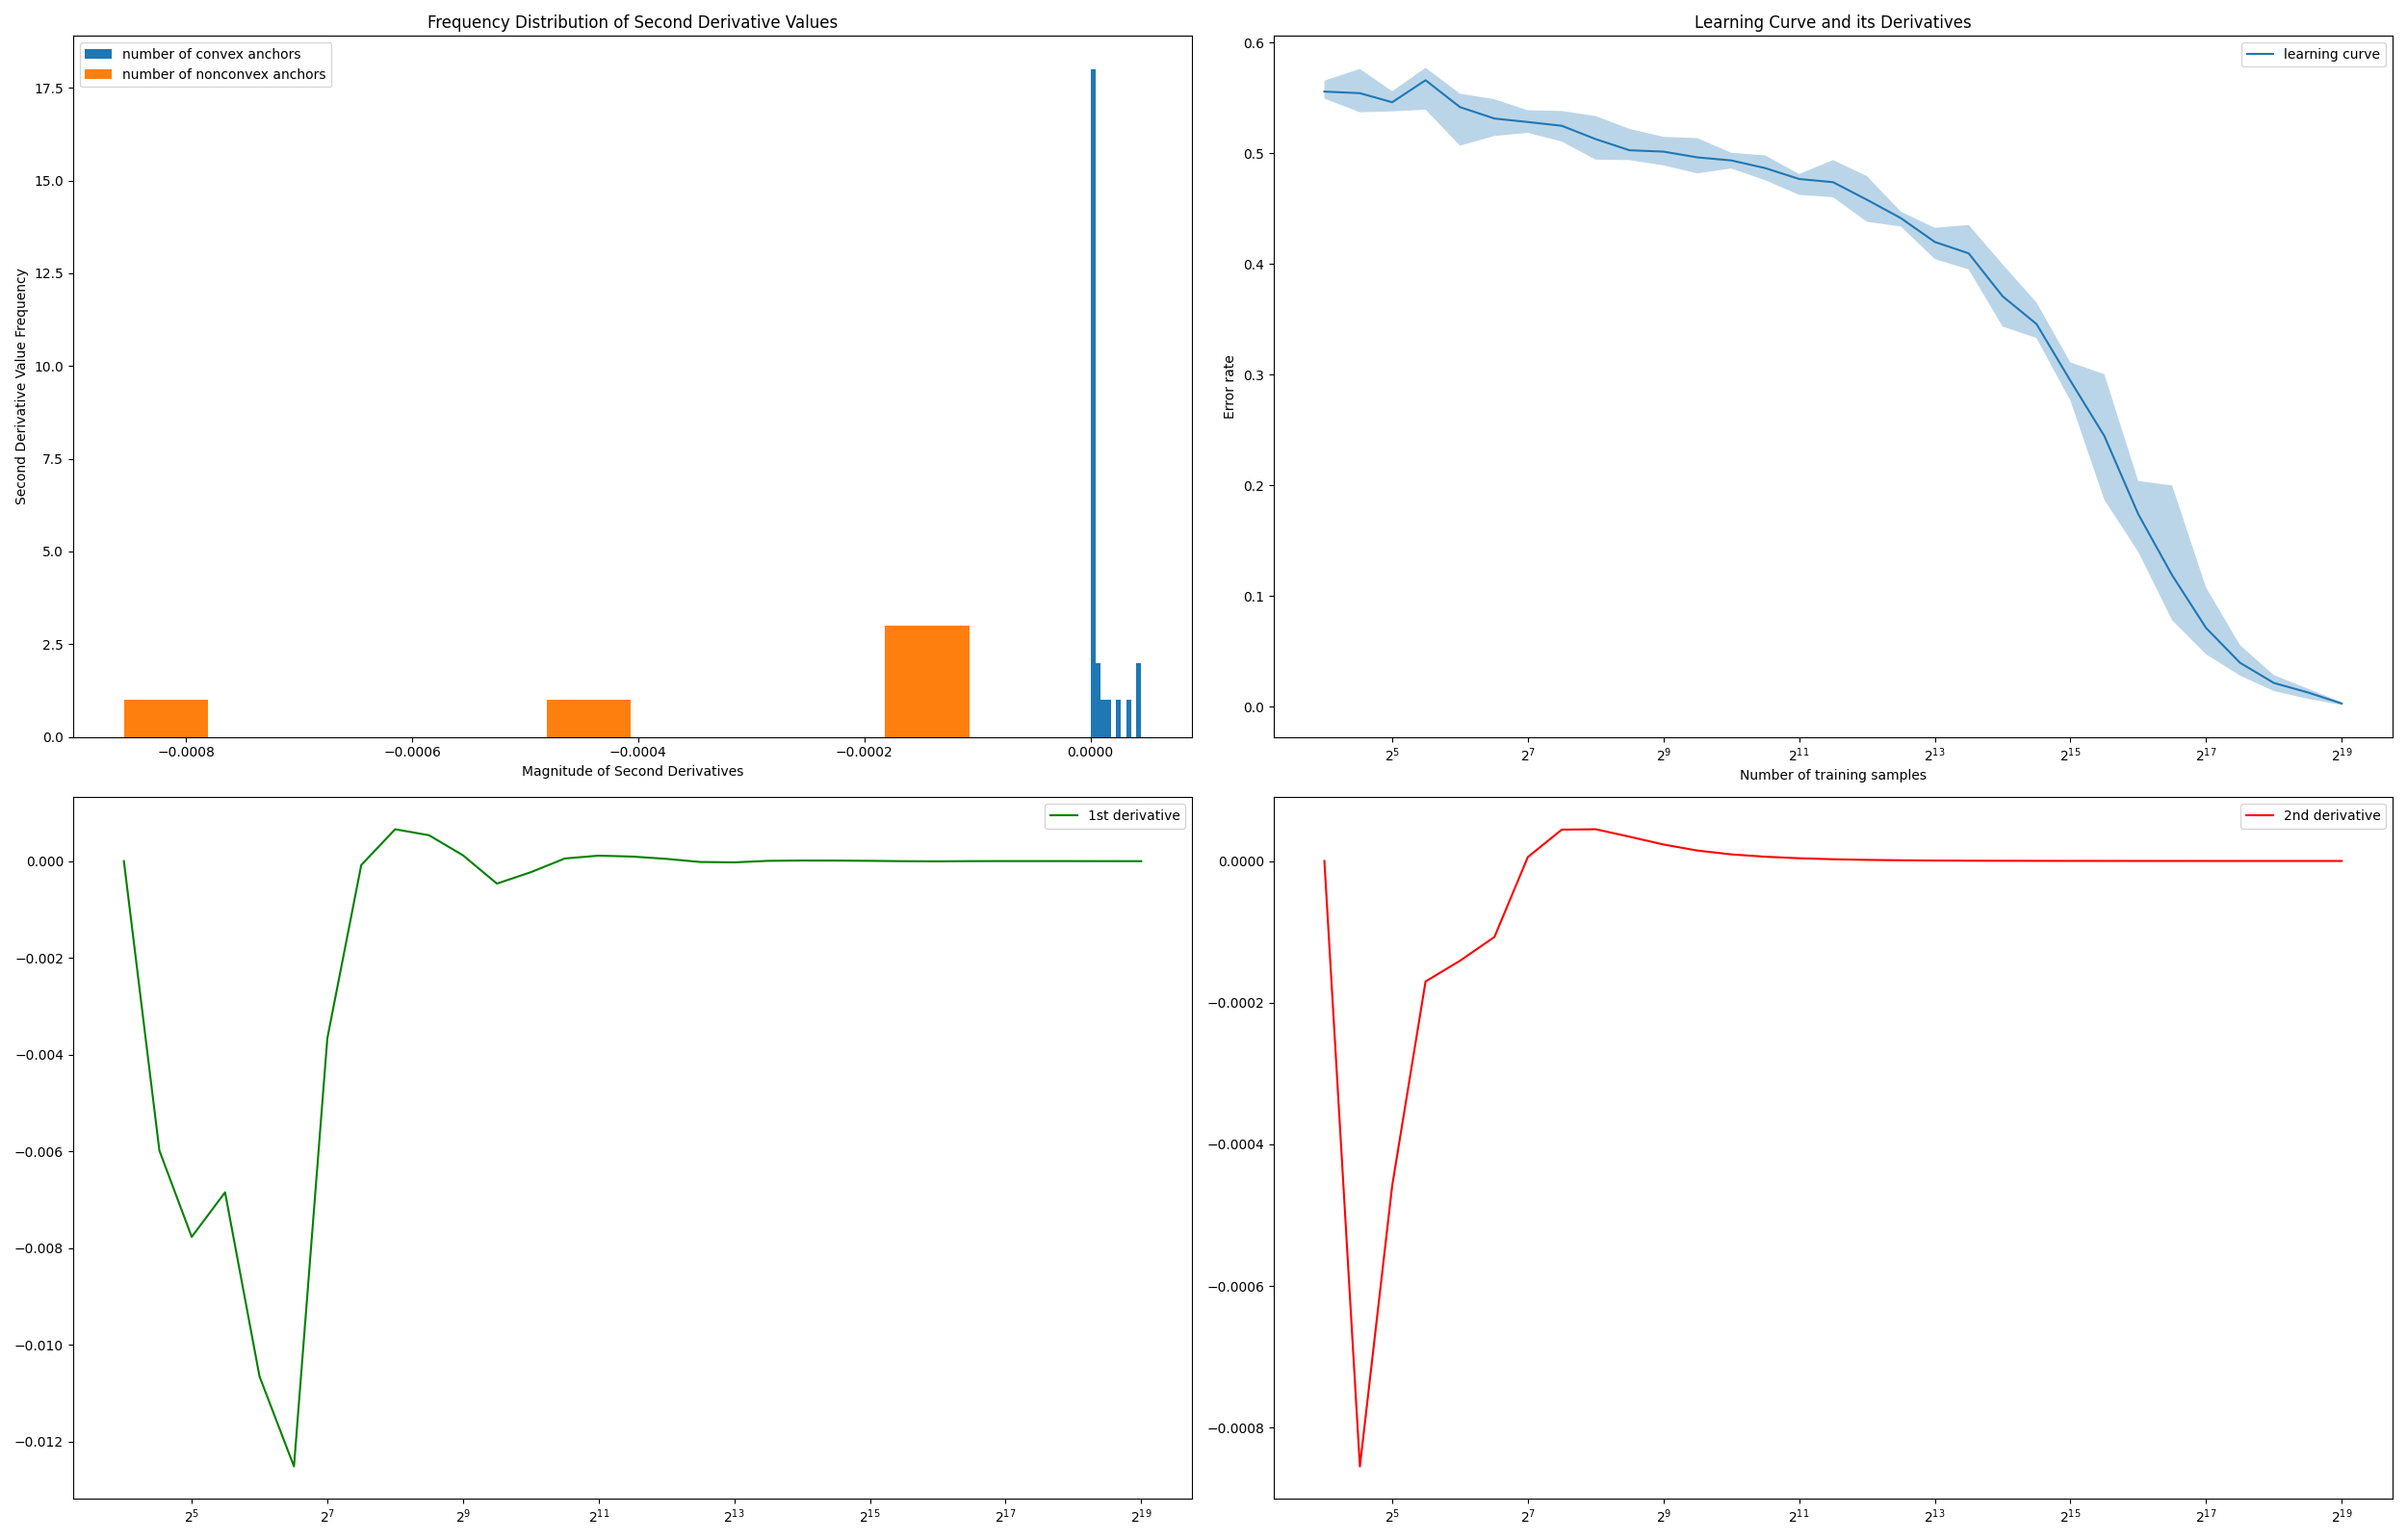 Frequency Distribution of Second Derivative Values
number of convex anchors
number of nonconvex anchors
Second Derivative Value Frequency
17.5
15.0
12.5
10.0
7.5
5.0
2.5
0.0
−0.0008 −0.0006 −0.0004 −0.0002 0.0000
Magnitude of Second Derivatives
Learning Curve and its Derivatives
learning curve
Error rate
0.6
0.5
0.4
0.3
0.2
0.1
0.0
2^5 2^7 2^9 2^11 2^13 2^15 2^17 2^19
Number of training samples
1st derivative
0.000
−0.002
−0.004
−0.006
−0.008
−0.010
−0.012
2^5 2^7 2^9 2^11 2^13 2^15 2^17 2^19
2nd derivative
0.0000
−0.0002
−0.0004
−0.0006
−0.0008
2^5 2^7 2^9 2^11 2^13 2^15 2^17 2^19